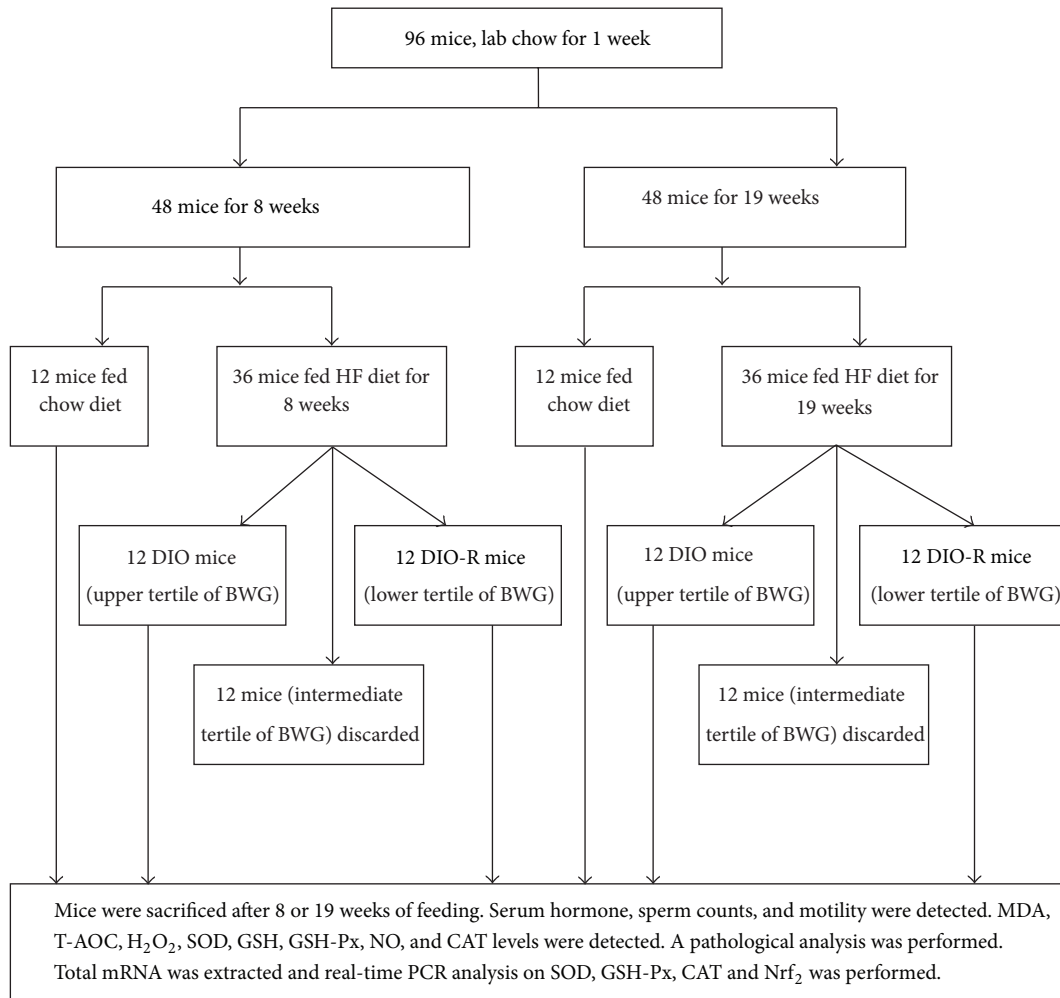 96 mice, lab chow for 1 week
48 mice for 8 weeks
48 mice for 19 weeks
12 mice fed
chow diet
36 mice fed HF diet for
8 weeks
12 mice fed
chow diet
36 mice fed HF diet for
19 weeks
12 DIO mice
(upper tertile of BWG)
12 DIO-R mice
(lower tertile of BWG)
12 DIO mice
(upper tertile of BWG)
12 DIO-R mice
(lower tertile of BWG)
12 mice (intermediate
tertile of BWG) discarded
12 mice (intermediate
tertile of BWG) discarded
Mice were sacrificed after 8 or 19 weeks of feeding. Serum hormone, sperm counts, and motility were detected. MDA,
T-AOC, H₂O₂, SOD, GSH, GSH-Px, NO, and CAT levels were detected. A pathological analysis was performed.
Total mRNA was extracted and real-time PCR analysis on SOD, GSH-Px, CAT and Nrf₂ was performed.